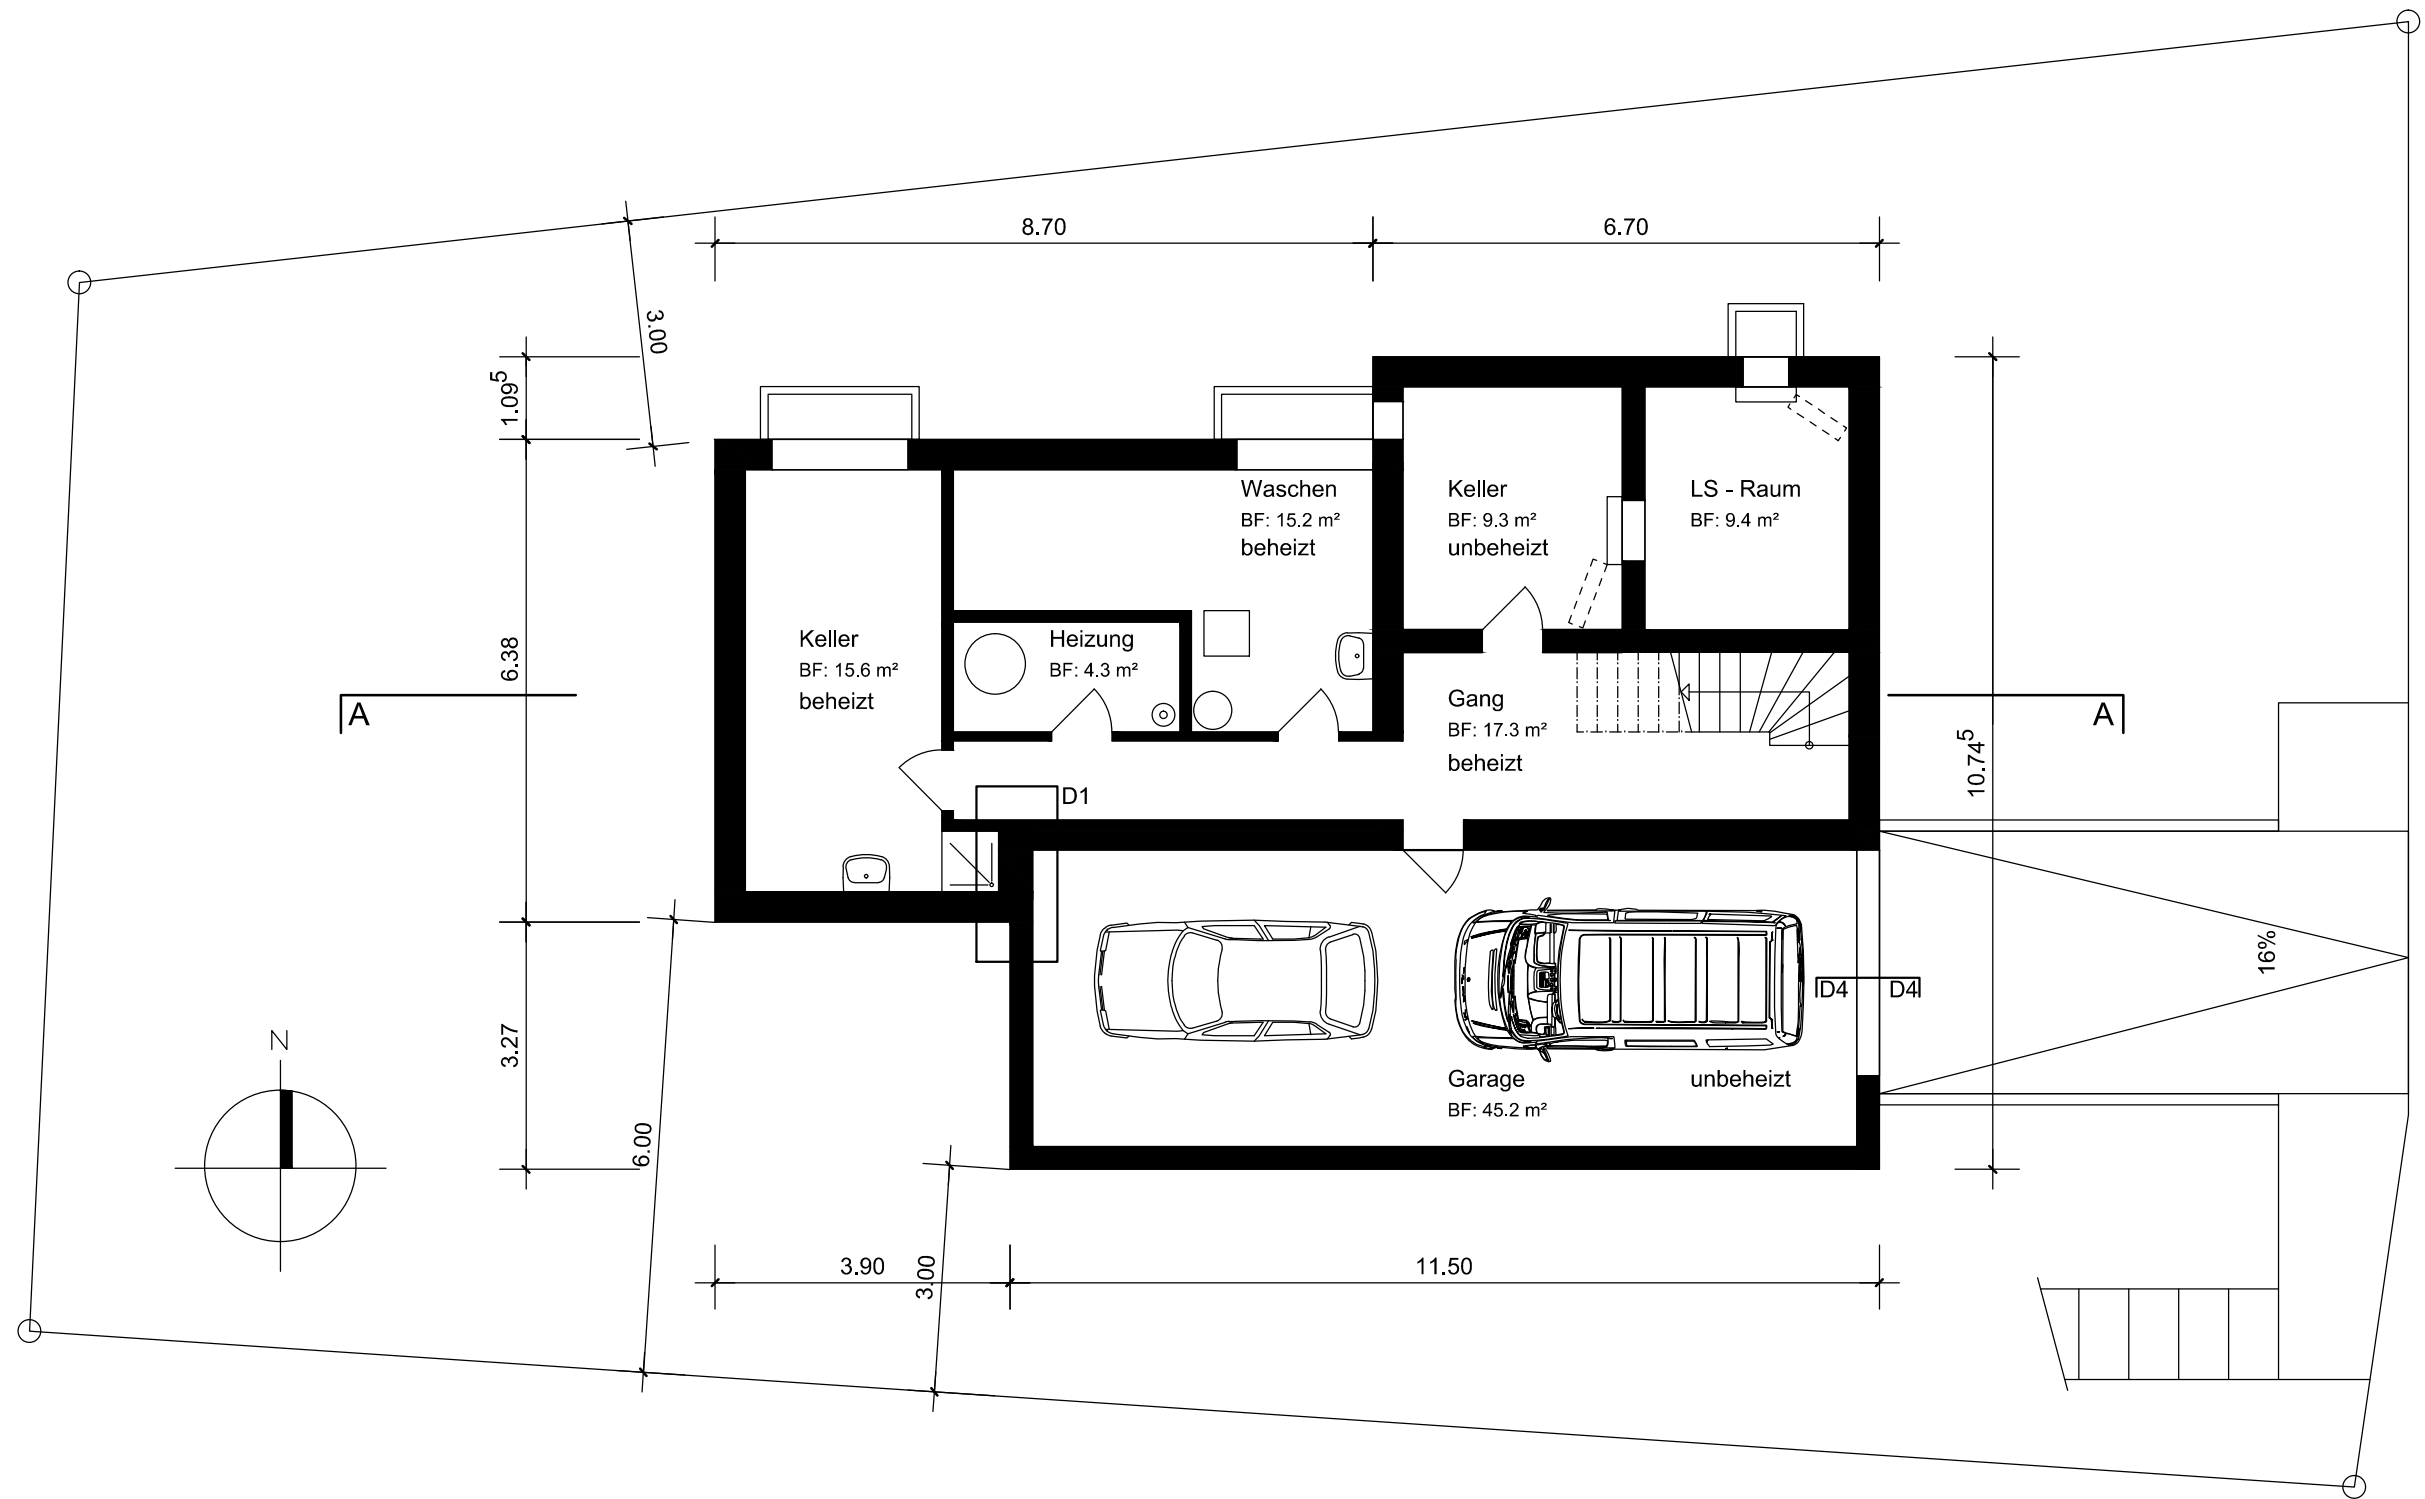 8.70
6.70
3.00
1.09⁵
Waschen
BF: 15.2 m²
beheizt
Keller
BF: 9.3 m²
unbeheizt
LS - Raum
BF: 9.4 m²
6.38
Keller
BF: 15.6 m²
beheizt
Heizung
BF: 4.3 m²
A
Gang
BF: 17.3 m²
beheizt
A
10.74⁵
D1
16%
D4
D4
N
3.27
Garage
BF: 45.2 m²
unbeheizt
6.00
3.90
3.00
11.50